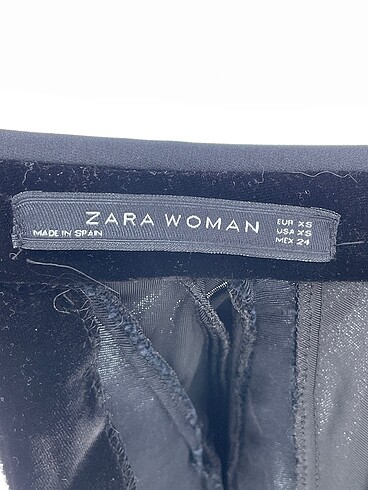 ZARA WOMAN
MADE IN SPAIN
EUR XS
USA XS
MEX 24